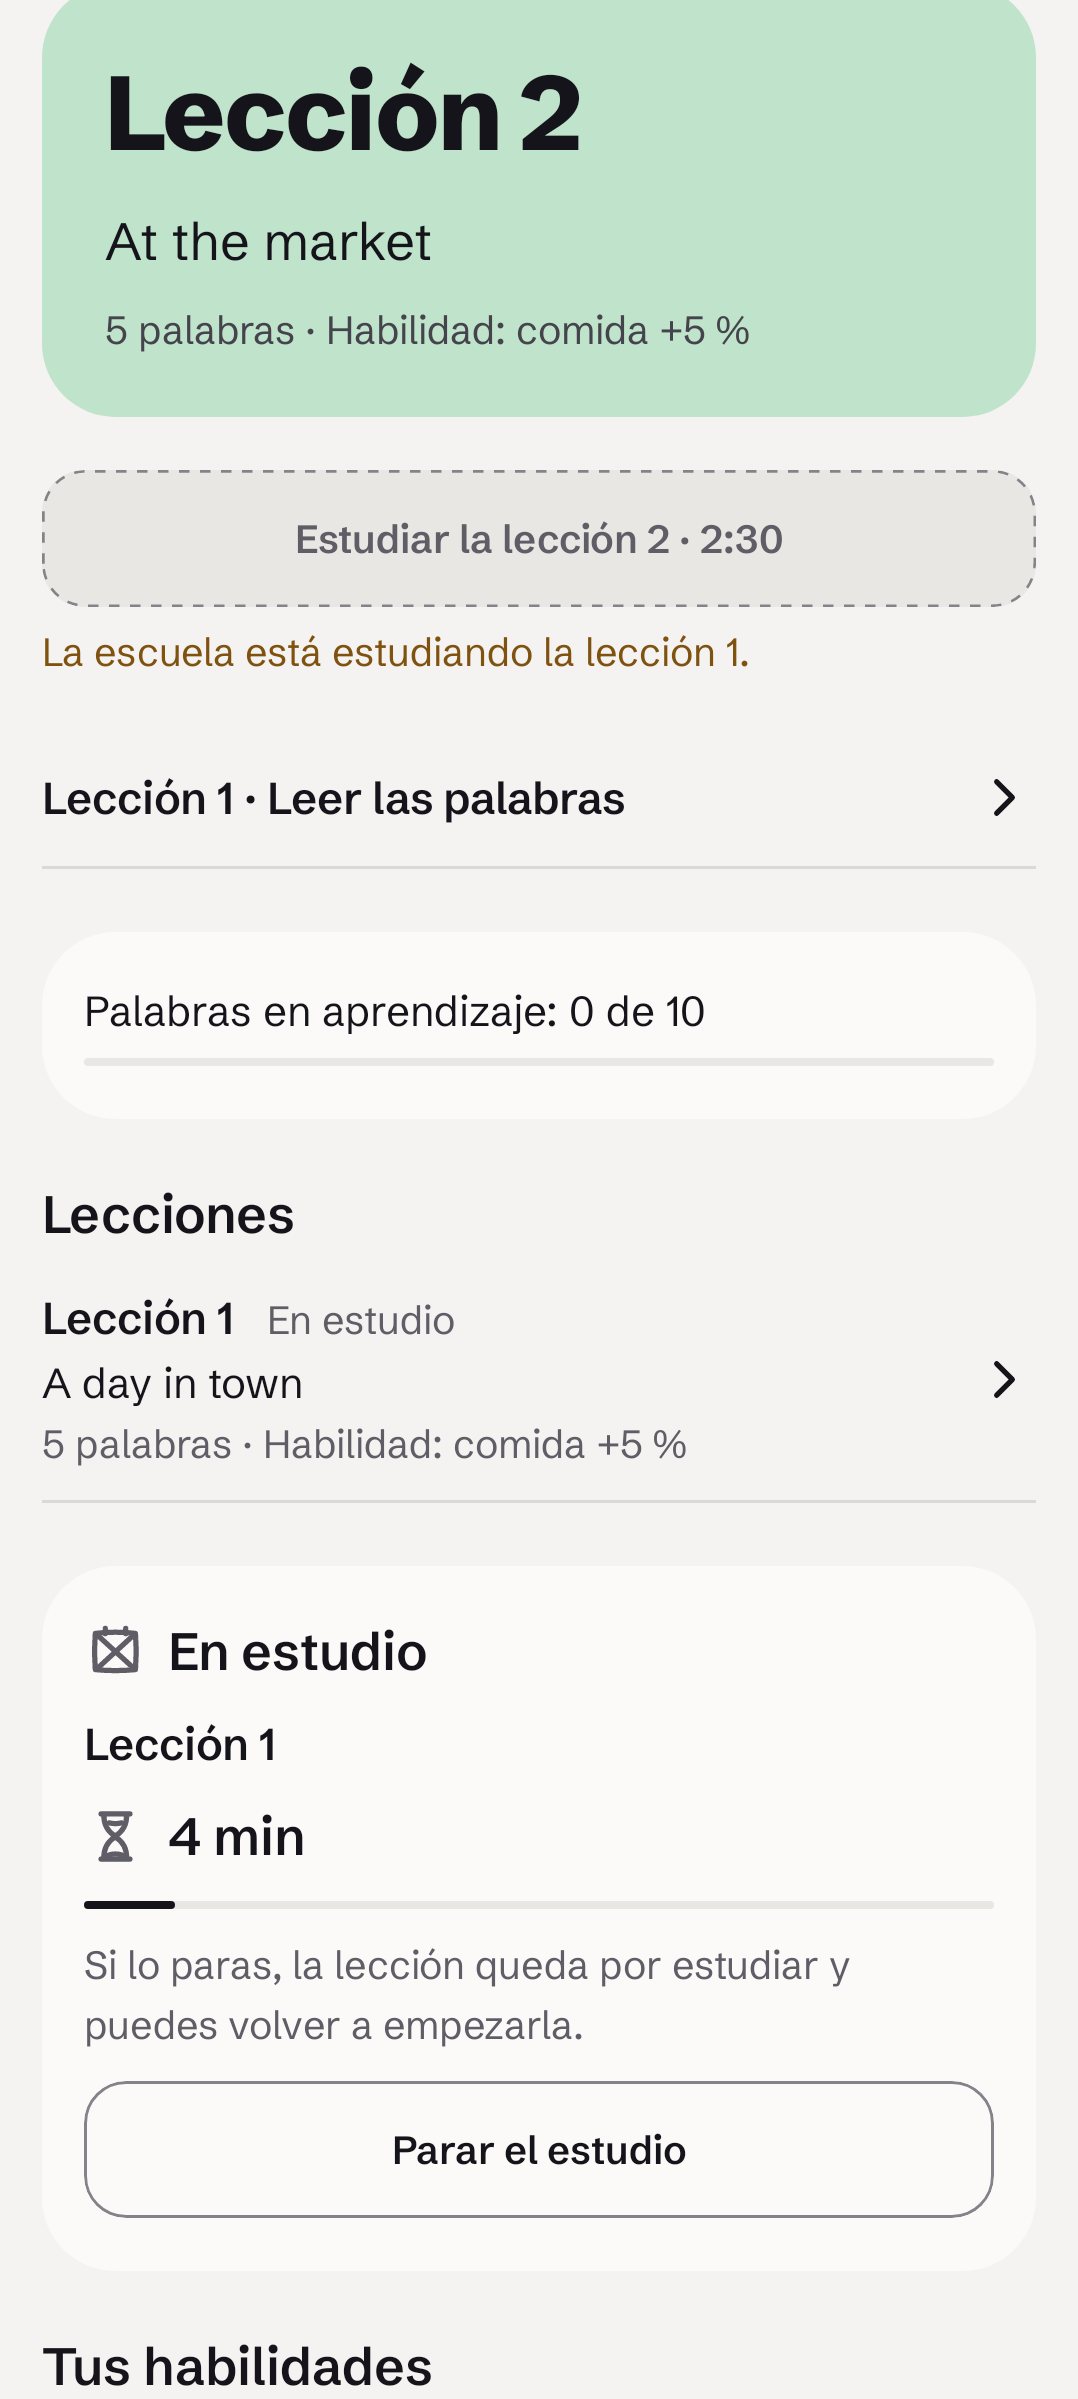 Lección 2
At the market
5 palabras · Habilidad: comida +5 %
Estudiar la lección 2 · 2:30
La escuela está estudiando la lección 1.
Lección 1 · Leer las palabras
Palabras en aprendizaje: 0 de 10
Lecciones
Lección 1 En estudio
A day in town
5 palabras · Habilidad: comida +5 %
En estudio
Lección 1
4 min
Si lo paras, la lección queda por estudiar y
puedes volver a empezarla.
Parar el estudio
Tus habilidades